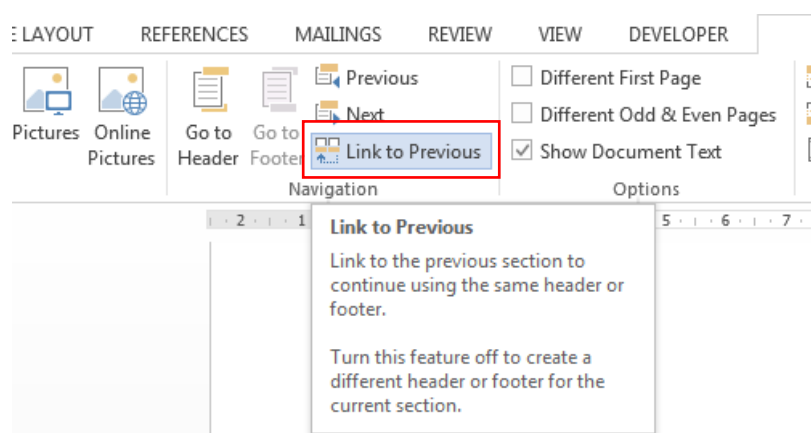 E LAYOUT REFERENCES MAILINGS REVIEW VIEW DEVELOPER
Pictures
Online
Pictures
Go to
Header
Go to
Footer
Previous
Next
Link to Previous
Navigation
Different First Page
Different Odd & Even Pages
Show Document Text
Options
2 1 5 6 7
Link to Previous
Link to the previous section to
continue using the same header or
footer.
Turn this feature off to create a
different header or footer for the
current section.